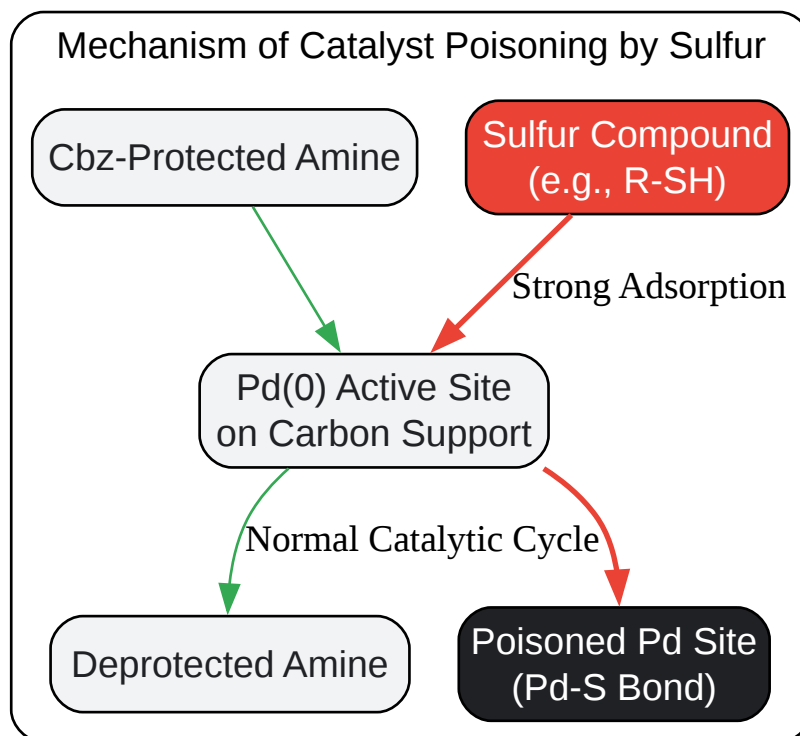 Mechanism of Catalyst Poisoning by Sulfur
Cbz-Protected Amine
Sulfur Compound
(e.g., R-SH)
Strong Adsorption
Pd(0) Active Site
on Carbon Support
Normal Catalytic Cycle
Deprotected Amine
Poisoned Pd Site
(Pd-S Bond)